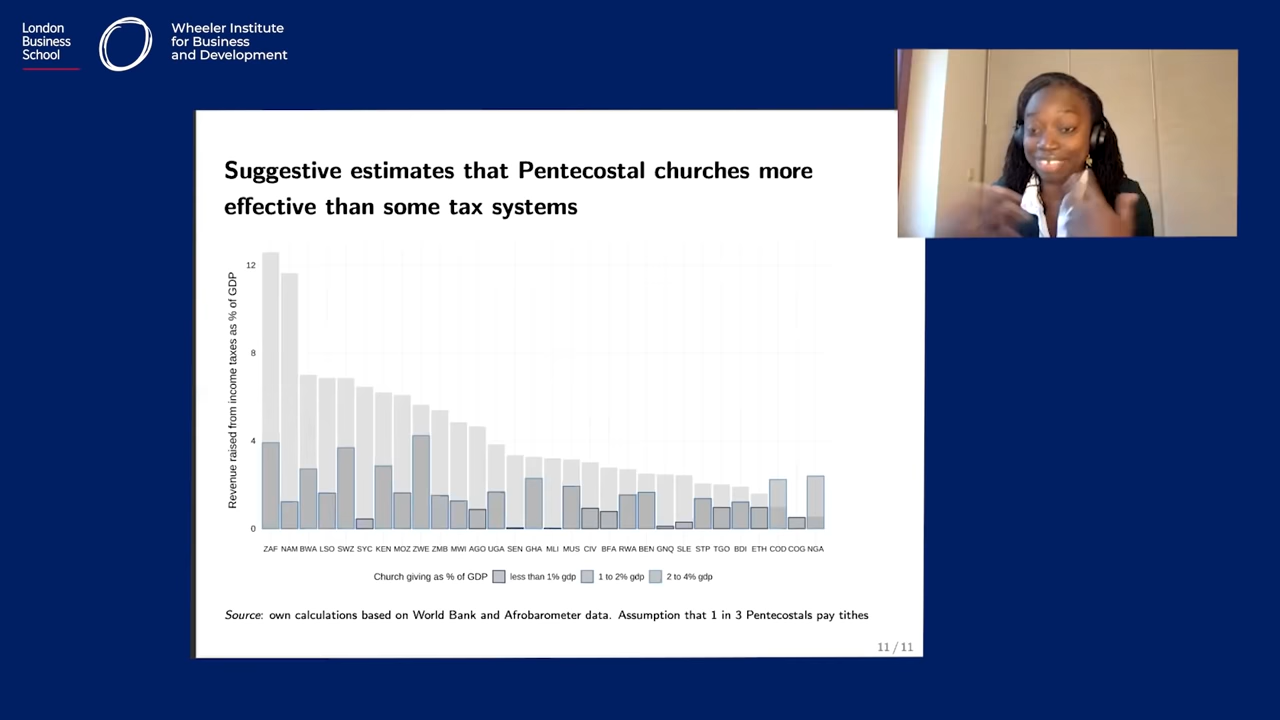 London
Business
School
Wheeler Institute
for Business
and Development
Suggestive estimates that Pentecostal churches more
effective than some tax systems
Revenue raised from income taxes as % of GDP
12
8
4
0
ZAF NAM BWA LSO SWZ SYC KEN MOZ ZWE ZMB MWI AGO UGA SEN GHA MLI MUS CIV BFA RWA BEN GNQ SLE STP TGO BDI ETH COD COG NGA
Church giving as % of GDP less than 1% gdp 1 to 2% gdp 2 to 4% gdp
Source: own calculations based on World Bank and Afrobarometer data. Assumption that 1 in 3 Pentecostals pay tithes
11 / 11